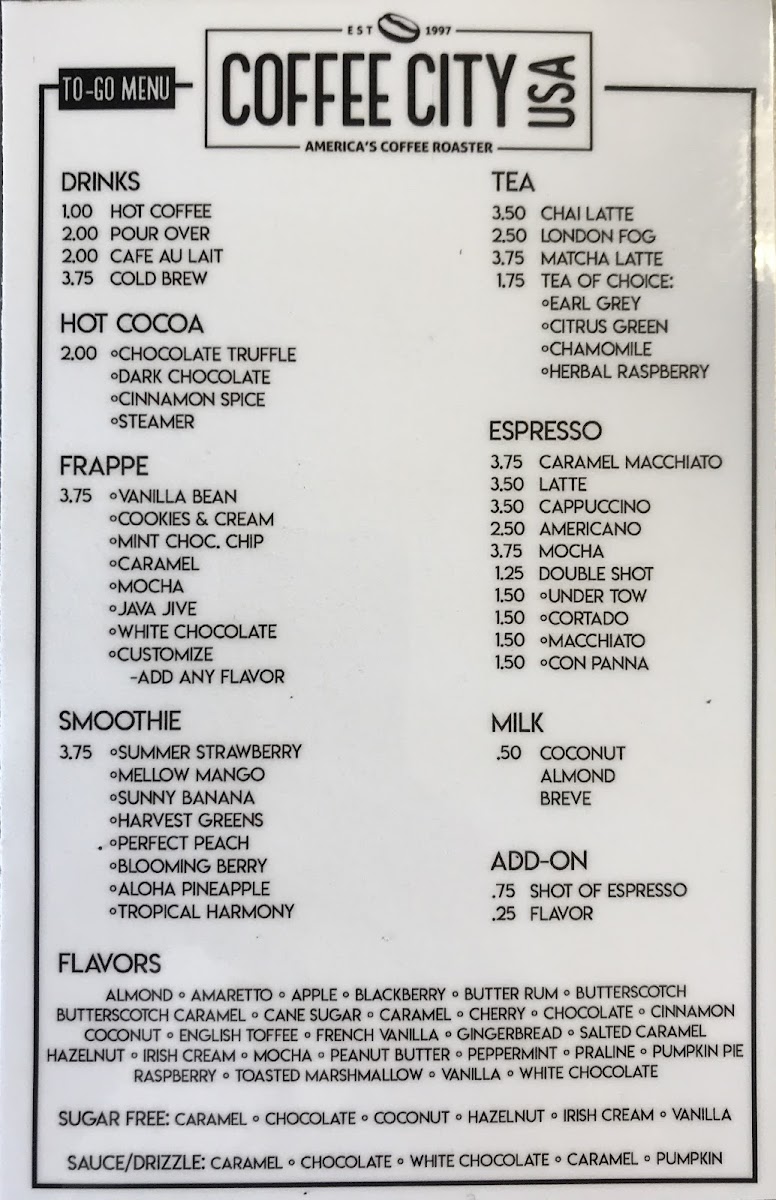 EST 1997
COFFEE CITY USA
AMERICA'S COFFEE ROASTER
TO-GO MENU
DRINKS
1.00 HOT COFFEE
2.00 POUR OVER
2.00 CAFE AU LAIT
3.75 COLD BREW
HOT COCOA
2.00 ∘CHOCOLATE TRUFFLE
∘DARK CHOCOLATE
∘CINNAMON SPICE
∘STEAMER
FRAPPE
3.75 ∘VANILLA BEAN
∘COOKIES & CREAM
∘MINT CHOC. CHIP
∘CARAMEL
∘MOCHA
∘JAVA JIVE
∘WHITE CHOCOLATE
∘CUSTOMIZE
-ADD ANY FLAVOR
SMOOTHIE
3.75 ∘SUMMER STRAWBERRY
∘MELLOW MANGO
∘SUNNY BANANA
∘HARVEST GREENS
∘PERFECT PEACH
∘BLOOMING BERRY
∘ALOHA PINEAPPLE
∘TROPICAL HARMONY
TEA
3.50 CHAI LATTE
2.50 LONDON FOG
3.75 MATCHA LATTE
1.75 TEA OF CHOICE:
∘EARL GREY
∘CITRUS GREEN
∘CHAMOMILE
∘HERBAL RASPBERRY
ESPRESSO
3.75 CARAMEL MACCHIATO
3.50 LATTE
3.50 CAPPUCCINO
2.50 AMERICANO
3.75 MOCHA
1.25 DOUBLE SHOT
1.50 ∘UNDER TOW
1.50 ∘CORTADO
1.50 ∘MACCHIATO
1.50 ∘CON PANNA
MILK
.50 COCONUT
ALMOND
BREVE
ADD-ON
.75 SHOT OF ESPRESSO
.25 FLAVOR
FLAVORS
ALMOND ∘ AMARETTO ∘ APPLE ∘ BLACKBERRY ∘ BUTTER RUM ∘ BUTTERSCOTCH
BUTTERSCOTCH CARAMEL ∘ CANE SUGAR ∘ CARAMEL ∘ CHERRY ∘ CHOCOLATE ∘ CINNAMON
COCONUT ∘ ENGLISH TOFFEE ∘ FRENCH VANILLA ∘ GINGERBREAD ∘ SALTED CARAMEL
HAZELNUT ∘ IRISH CREAM ∘ MOCHA ∘ PEANUT BUTTER ∘ PEPPERMINT ∘ PRALINE ∘ PUMPKIN PIE
RASPBERRY ∘ TOASTED MARSHMALLOW ∘ VANILLA ∘ WHITE CHOCOLATE
SUGAR FREE: CARAMEL ∘ CHOCOLATE ∘ COCONUT ∘ HAZELNUT ∘ IRISH CREAM ∘ VANILLA
SAUCE/DRIZZLE: CARAMEL ∘ CHOCOLATE ∘ WHITE CHOCOLATE ∘ CARAMEL ∘ PUMPKIN